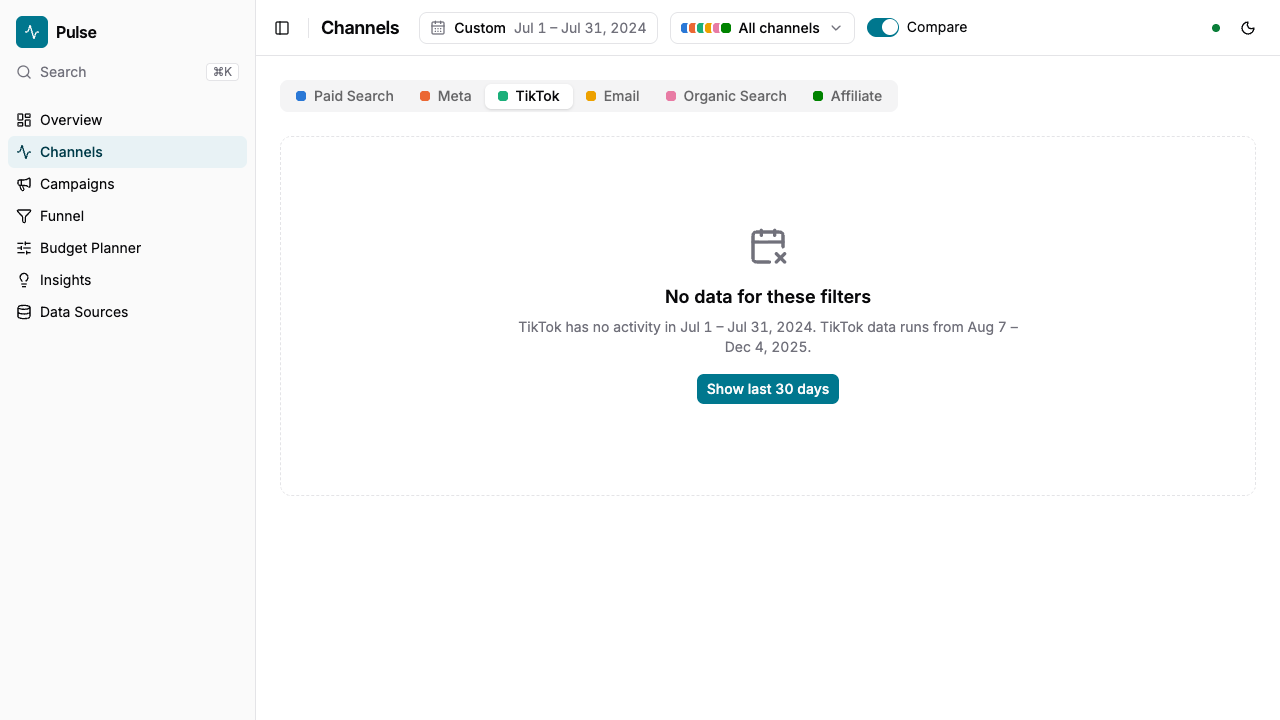 Pulse
Search ⌘K
Overview
Channels
Campaigns
Funnel
Budget Planner
Insights
Data Sources
Channels
Custom Jul 1 – Jul 31, 2024
All channels
Compare
Paid Search Meta TikTok Email Organic Search Affiliate
No data for these filters
TikTok has no activity in Jul 1 – Jul 31, 2024. TikTok data runs from Aug 7 –
Dec 4, 2025.
Show last 30 days